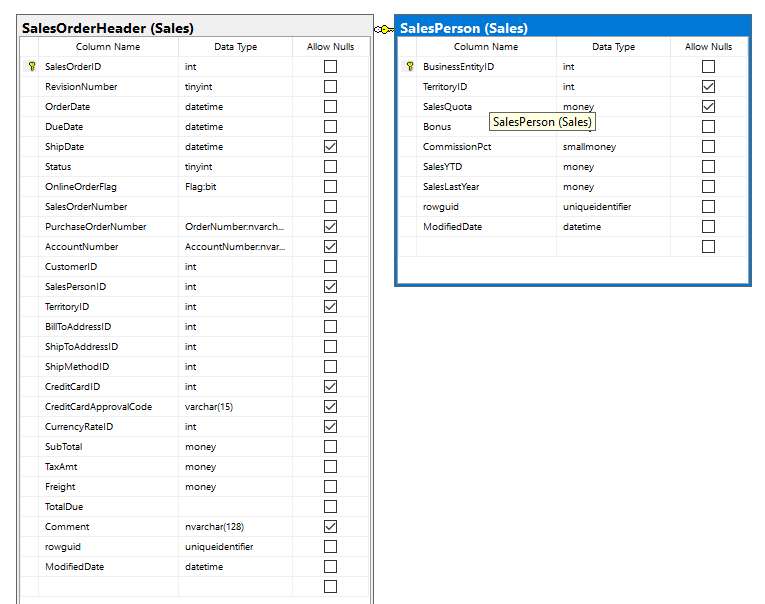 SalesOrderHeader (Sales)
Column Name Data Type Allow Nulls
SalesOrderID int
RevisionNumber tinyint
OrderDate datetime
DueDate datetime
ShipDate datetime
Status tinyint
OnlineOrderFlag Flag:bit
SalesOrderNumber
PurchaseOrderNumber OrderNumber:nvarch...
AccountNumber AccountNumber:nvar...
CustomerID int
SalesPersonID int
TerritoryID int
BillToAddressID int
ShipToAddressID int
ShipMethodID int
CreditCardID int
CreditCardApprovalCode varchar(15)
CurrencyRateID int
SubTotal money
TaxAmt money
Freight money
TotalDue
Comment nvarchar(128)
rowguid uniqueidentifier
ModifiedDate datetime
SalesPerson (Sales)
Column Name Data Type Allow Nulls
BusinessEntityID int
TerritoryID int
SalesQuota money
SalesPerson (Sales)
Bonus
CommissionPct smallmoney
SalesYTD money
SalesLastYear money
rowguid uniqueidentifier
ModifiedDate datetime